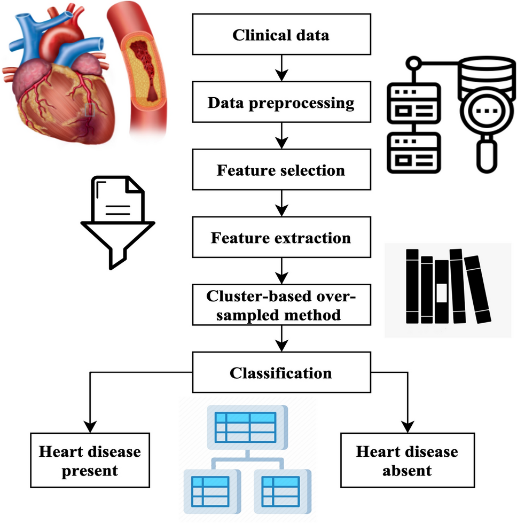 Clinical data
Data preprocessing
Feature selection
Feature extraction
Cluster-based over-
sampled method
Classification
Heart disease
present
Heart disease
absent